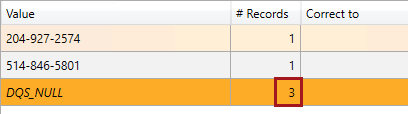 Value # Records Correct to
204-927-2574 1
514-846-5801 1
DQS_NULL 3